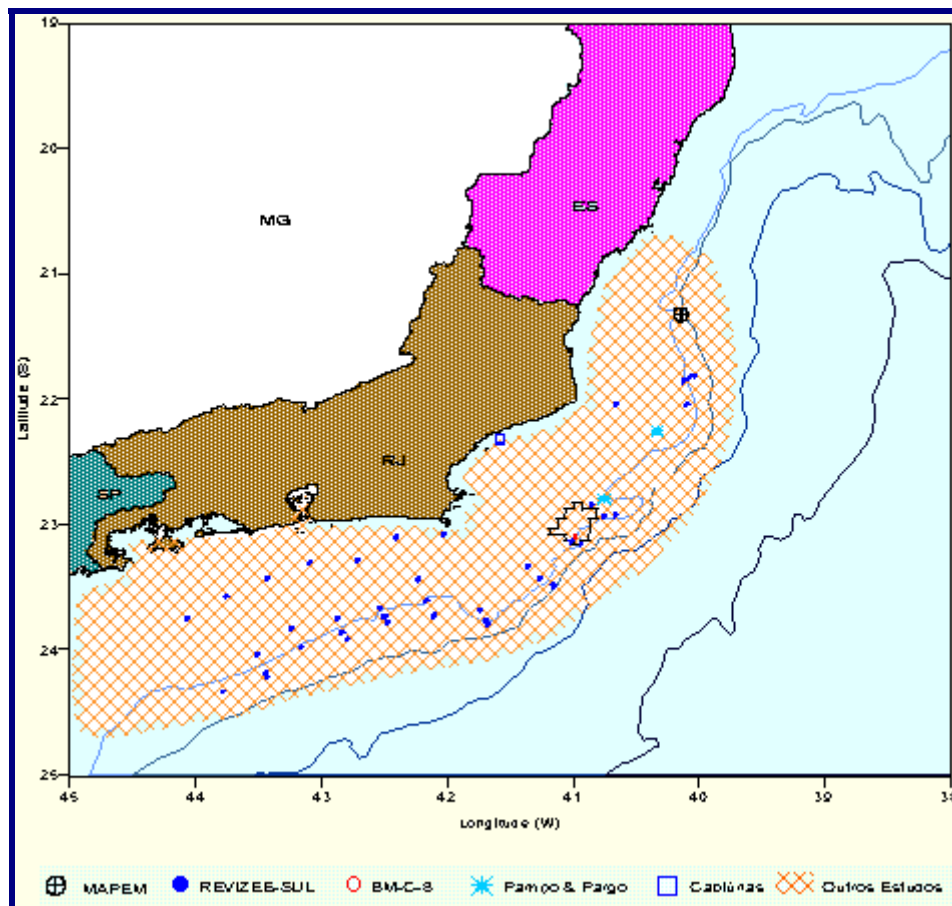 19
20
21
22
23
24
25
Latitude (S)
MG
ES
RJ
SP
45
44
43
42
41
40
39
38
Longitude (W)
MAPEM
REVIZEE-SUL
BM-C-8
Pampo & Pargo
Cabiúnas
Outros Estudos